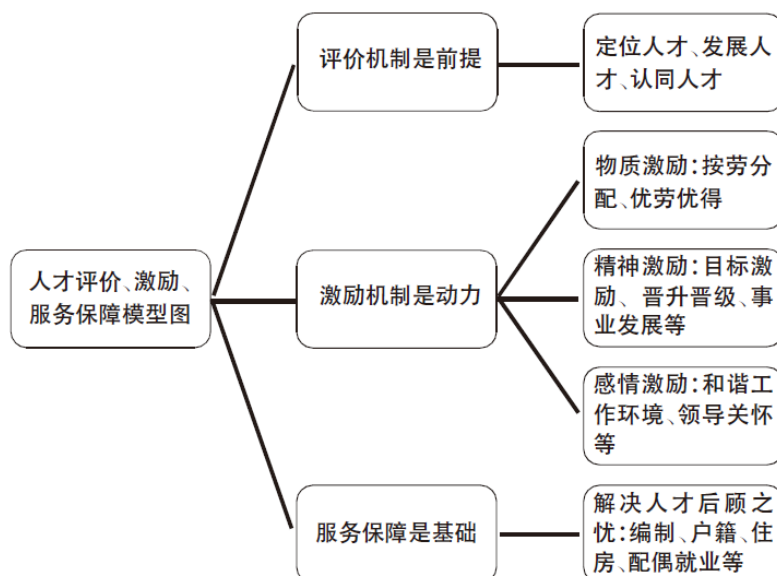 人才评价、激励、
服务保障模型图
评价机制是前提
定位人才、发展人
才、认同人才
激励机制是动力
物质激励：按劳分
配、优劳优得
精神激励：目标激
励、晋升晋级、事
业发展等
感情激励：和谐工
作环境、领导关怀
等
服务保障是基础
解决人才后顾之
忧：编制、户籍、住
房、配偶就业等